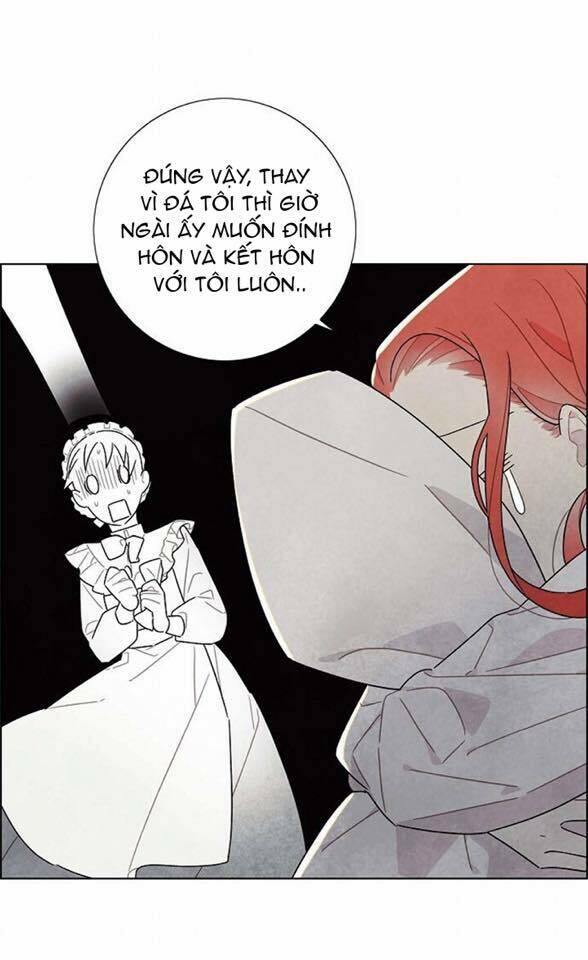 ĐÚNG VẬY, THAY
VÌ ĐÁ TÔI THÌ GIỜ
NGÀI ẤY MUỐN ĐÍNH
HÔN VÀ KẾT HÔN
VỚI TÔI LUÔN..